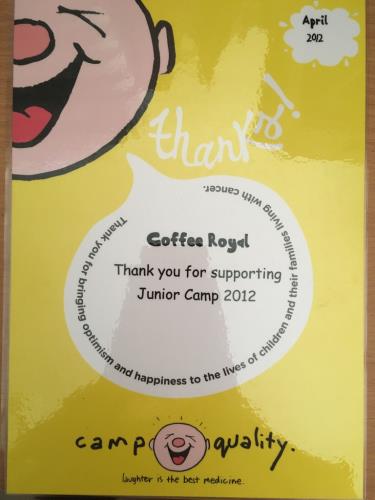 April
2012
thanks!
Thank you for bringing optimism and happiness to the lives of children and their families living with cancer.
Coffee Royal
Thank you for supporting
Junior Camp 2012
camp quality.
laughter is the best medicine.